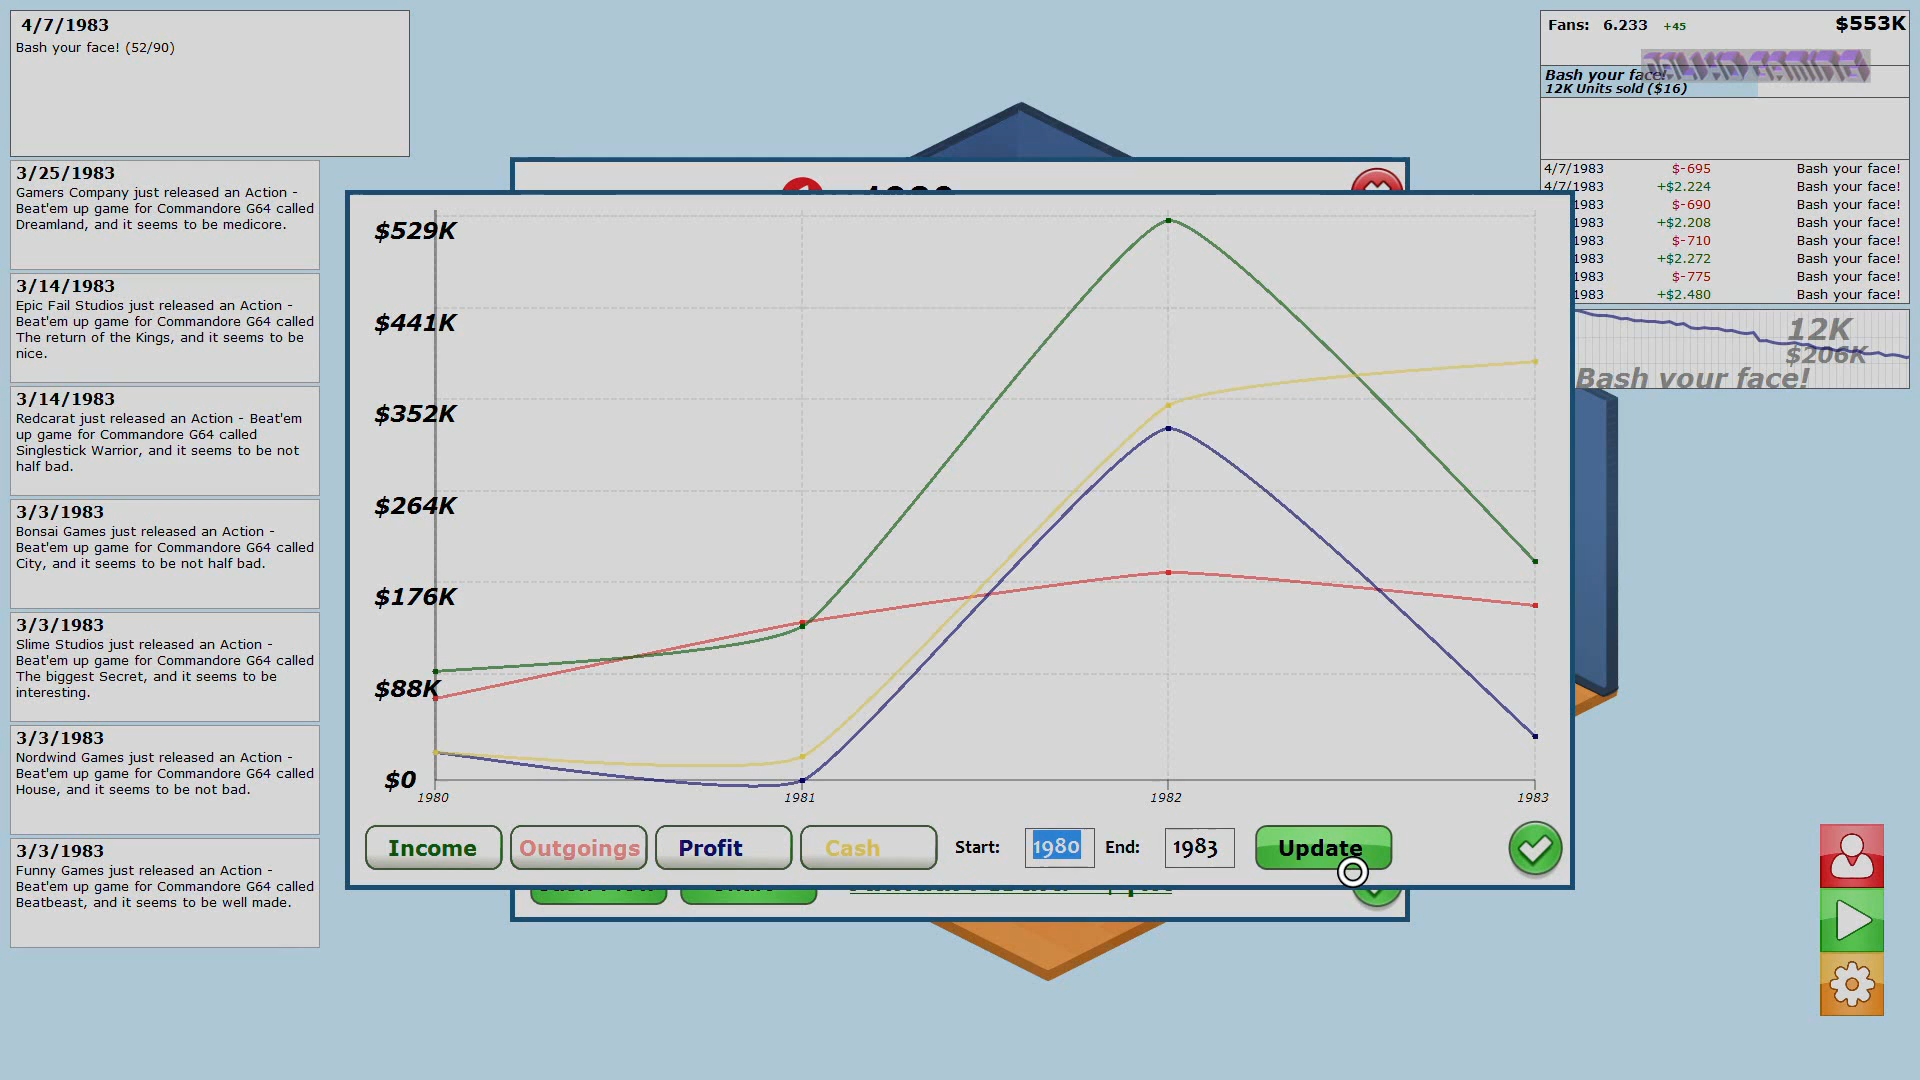 4/7/1983
Bash your face! (52/90)
3/25/1983
Gamers Company just released an Action -
Beat'em up game for Commandore G64 called
Dreamland, and it seems to be medicore.
3/14/1983
Epic Fail Studios just released an Action -
Beat'em up game for Commandore G64 called
The return of the Kings, and it seems to be
nice.
3/14/1983
Redcarat just released an Action - Beat'em
up game for Commandore G64 called
Singlestick Warrior, and it seems to be not
half bad.
3/3/1983
Bonsai Games just released an Action -
Beat'em up game for Commandore G64 called
City, and it seems to be not half bad.
3/3/1983
Slime Studios just released an Action -
Beat'em up game for Commandore G64 called
The biggest Secret, and it seems to be
interesting.
3/3/1983
Nordwind Games just released an Action -
Beat'em up game for Commandore G64 called
House, and it seems to be not bad.
3/3/1983
Funny Games just released an Action -
Beat'em up game for Commandore G64 called
Beatbeast, and it seems to be well made.
$529K
$441K
$352K
$264K
$176K
$88K
$0
1980 1981 1982 1983
Income Outgoings Profit Cash Start: 1980 End: 1983 Update
Fans: 6.233 +45 $553K
Bash your face!
12K Units sold ($16)
4/7/1983 $-695 Bash your face!
4/7/1983 +$2.224 Bash your face!
1983 $-690 Bash your face!
1983 +$2.208 Bash your face!
1983 $-710 Bash your face!
1983 +$2.272 Bash your face!
1983 $-775 Bash your face!
1983 +$2.480 Bash your face!
12K
$206K
Bash your face!